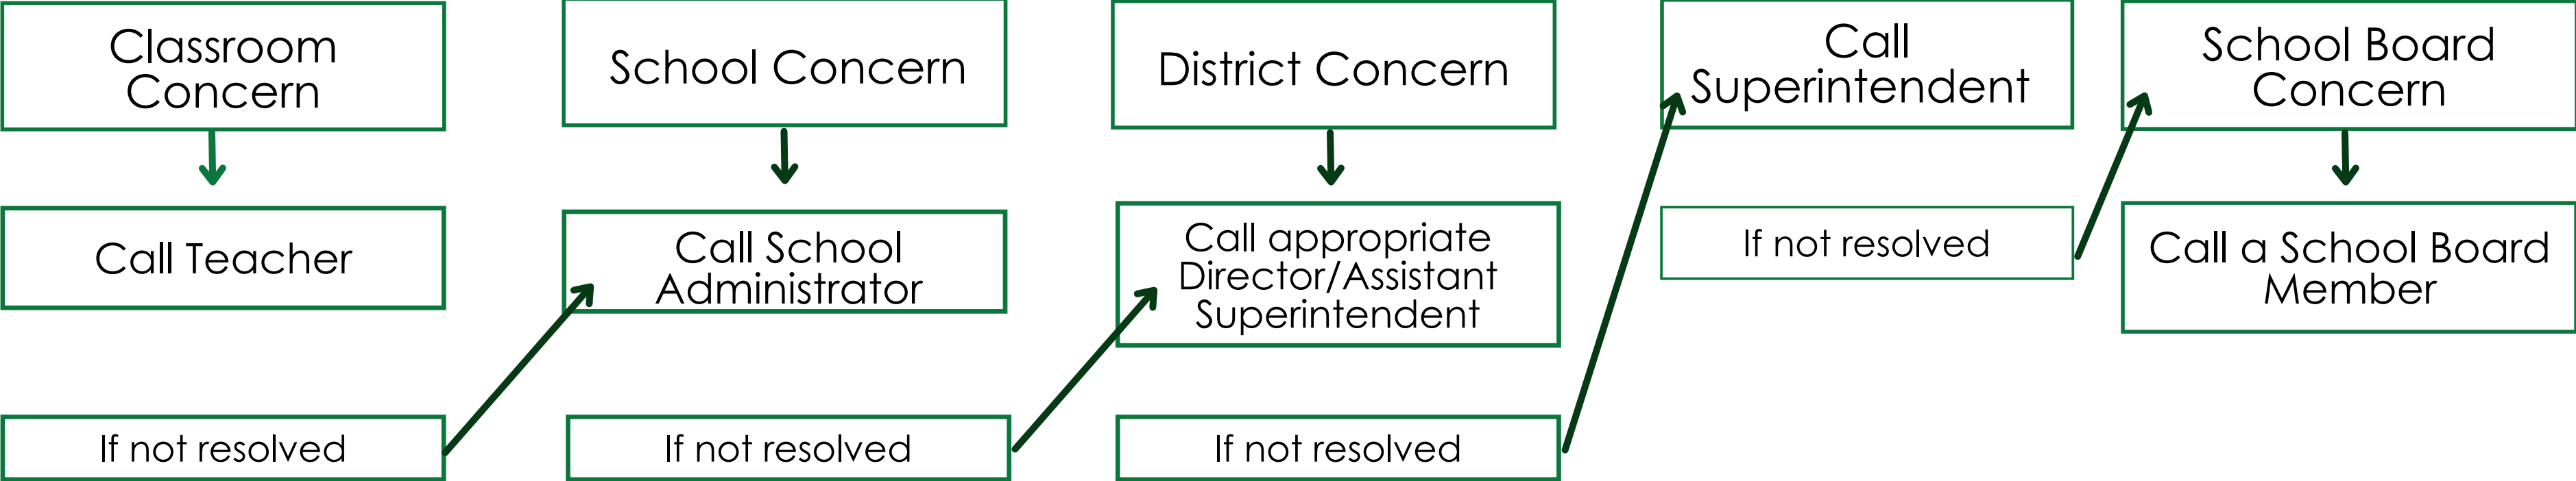 Classroom
Concern
Call Teacher
If not resolved
School Concern
Call School
Administrator
If not resolved
District Concern
Call appropriate
Director/Assistant
Superintendent
If not resolved
Call
Superintendent
If not resolved
School Board
Concern
Call a School Board
Member